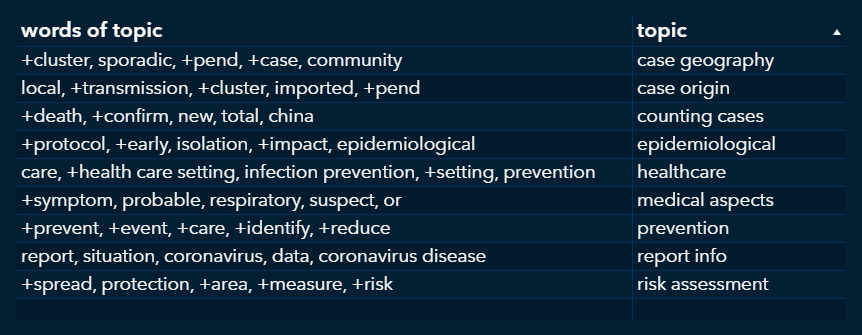 words of topic topic ▲
+cluster, sporadic, +pend, +case, community case geography
local, +transmission, +cluster, imported, +pend case origin
+death, +confirm, new, total, china counting cases
+protocol, +early, isolation, +impact, epidemiological epidemiological
care, +health care setting, infection prevention, +setting, prevention healthcare
+symptom, probable, respiratory, suspect, or medical aspects
+prevent, +event, +care, +identify, +reduce prevention
report, situation, coronavirus, data, coronavirus disease report info
+spread, protection, +area, +measure, +risk risk assessment